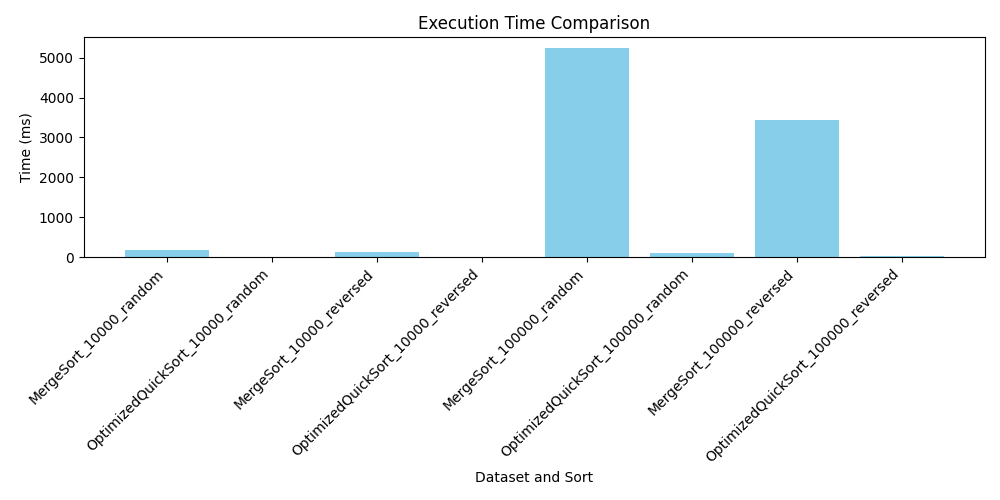 Execution Time Comparison
Time (ms)
5000
4000
3000
2000
1000
0
MergeSort_10000_random
OptimizedQuickSort_10000_random
MergeSort_10000_reversed
OptimizedQuickSort_10000_reversed
MergeSort_100000_random
OptimizedQuickSort_100000_random
MergeSort_100000_reversed
OptimizedQuickSort_100000_reversed
Dataset and Sort